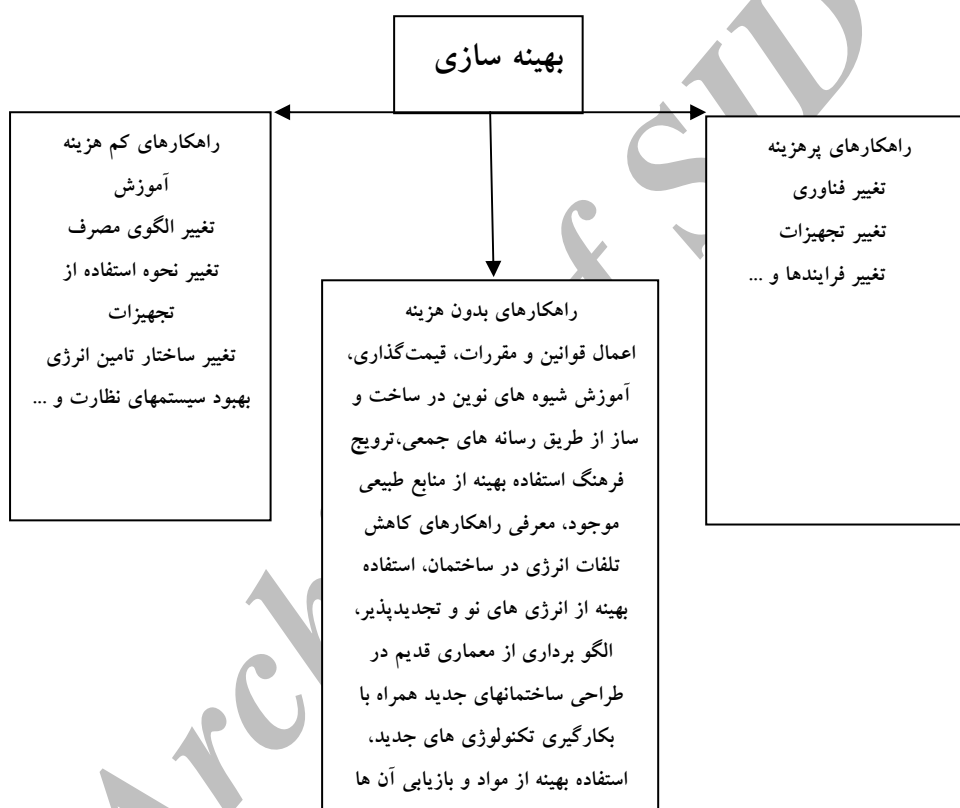 بهینه سازی
راهکارهای پرهزینه
تغییر فناوری
تغییر تجهیزات
تغییر فرایندها و ...
راهکارهای بدون هزینه
اعمال قوانین و مقررات، قیمت‌گذاری،
آموزش شیوه های نوین در ساخت و
ساز از طریق رسانه های جمعی،ترویج
فرهنگ استفاده بهینه از منابع طبیعی
موجود، معرفی راهکارهای کاهش
تلفات انرژی در ساختمان، استفاده
بهینه از انرژی های نو و تجدیدپذیر،
الگو برداری از معماری قدیم در
طراحی ساختمانهای جدید همراه با
بکارگیری تکنولوژی های جدید،
استفاده بهینه از مواد و بازیابی آن ها
راهکارهای کم هزینه
آموزش
تغییر الگوی مصرف
تغییر نحوه استفاده از
تجهیزات
تغییر ساختار تامین انرژی
بهبود سیستمهای نظارت و ...
Arch
f SID